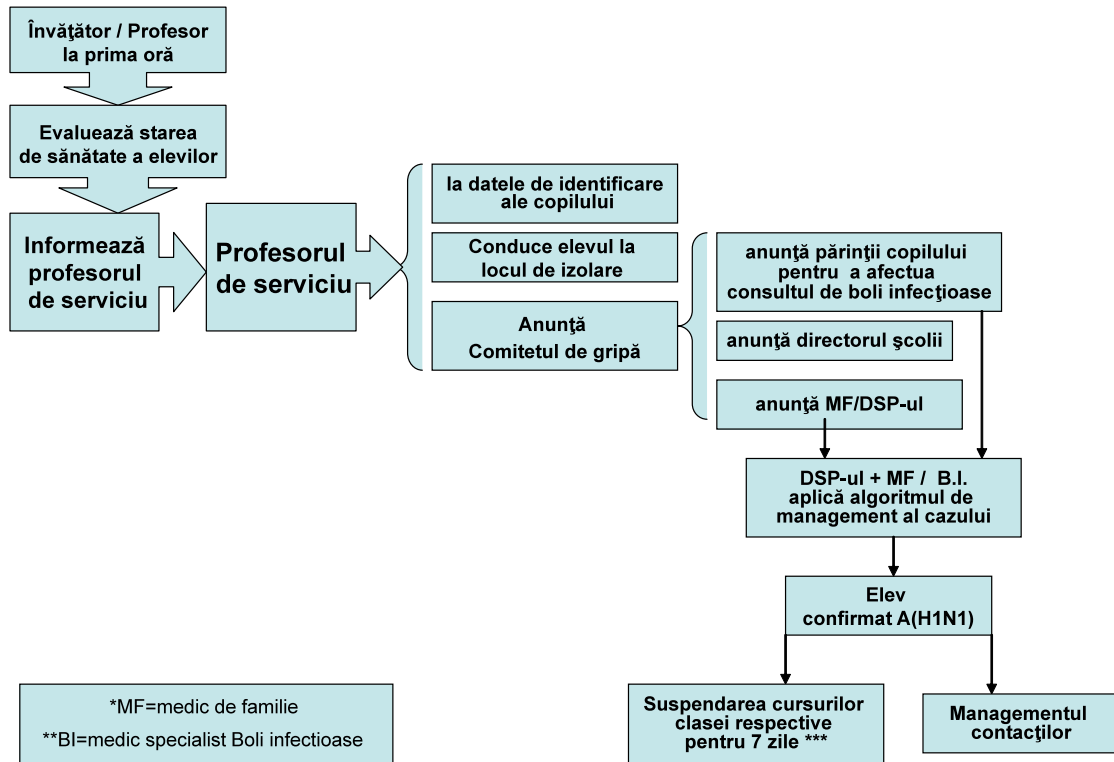 Învăţător / Profesor
la prima oră
Evaluează starea
de sănătate a elevilor
Informează
profesorul
de serviciu
Profesorul
de serviciu
Ia datele de identificare
ale copilului
Conduce elevul la
locul de izolare
Anunţă
Comitetul de gripă
anunţă părinţii copilului
pentru a afectua
consultul de boli infecţioase
anunţă directorul şcolii
anunţă MF/DSP-ul
DSP-ul + MF / B.I.
aplică algoritmul de
management al cazului
Elev
confirmat A(H1N1)
Suspendarea cursurilor
clasei respective
pentru 7 zile ***
Managementul
contacţilor
*MF=medic de familie
**BI=medic specialist Boli infectioase